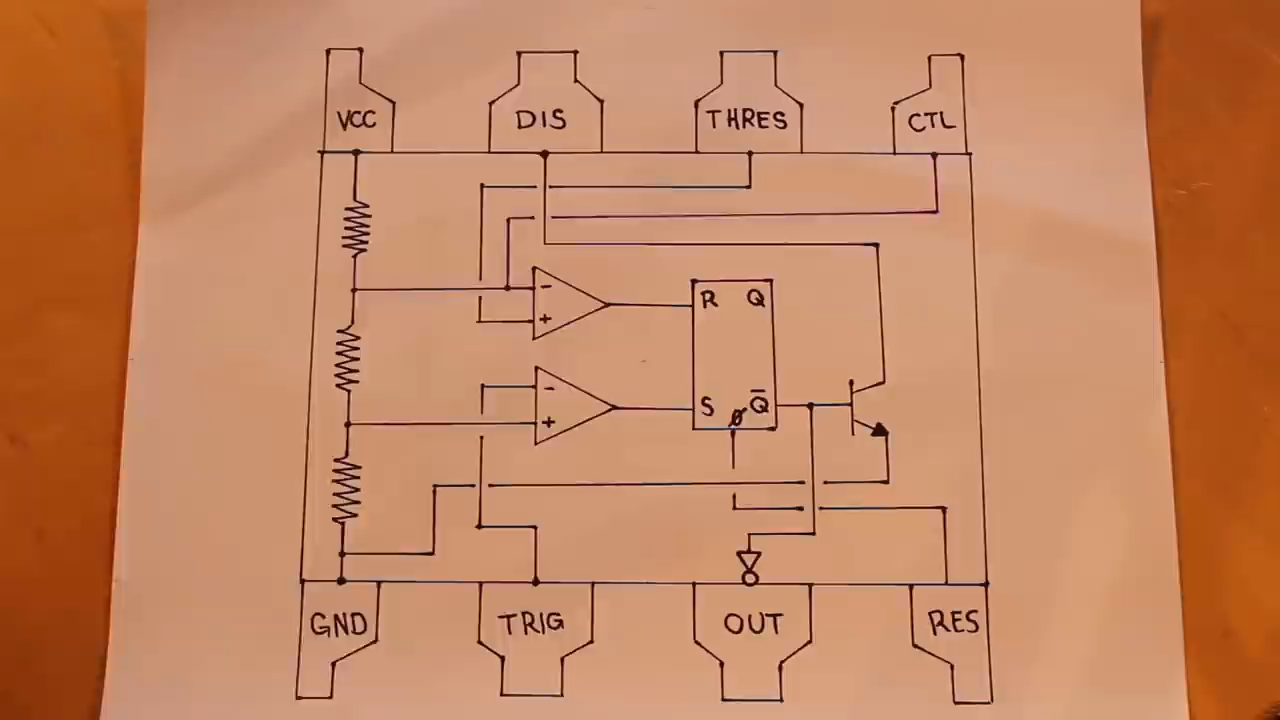 VCC DIS THRES CTL
-
+
R Q
-
+
S Q̅
GND TRIG OUT RES